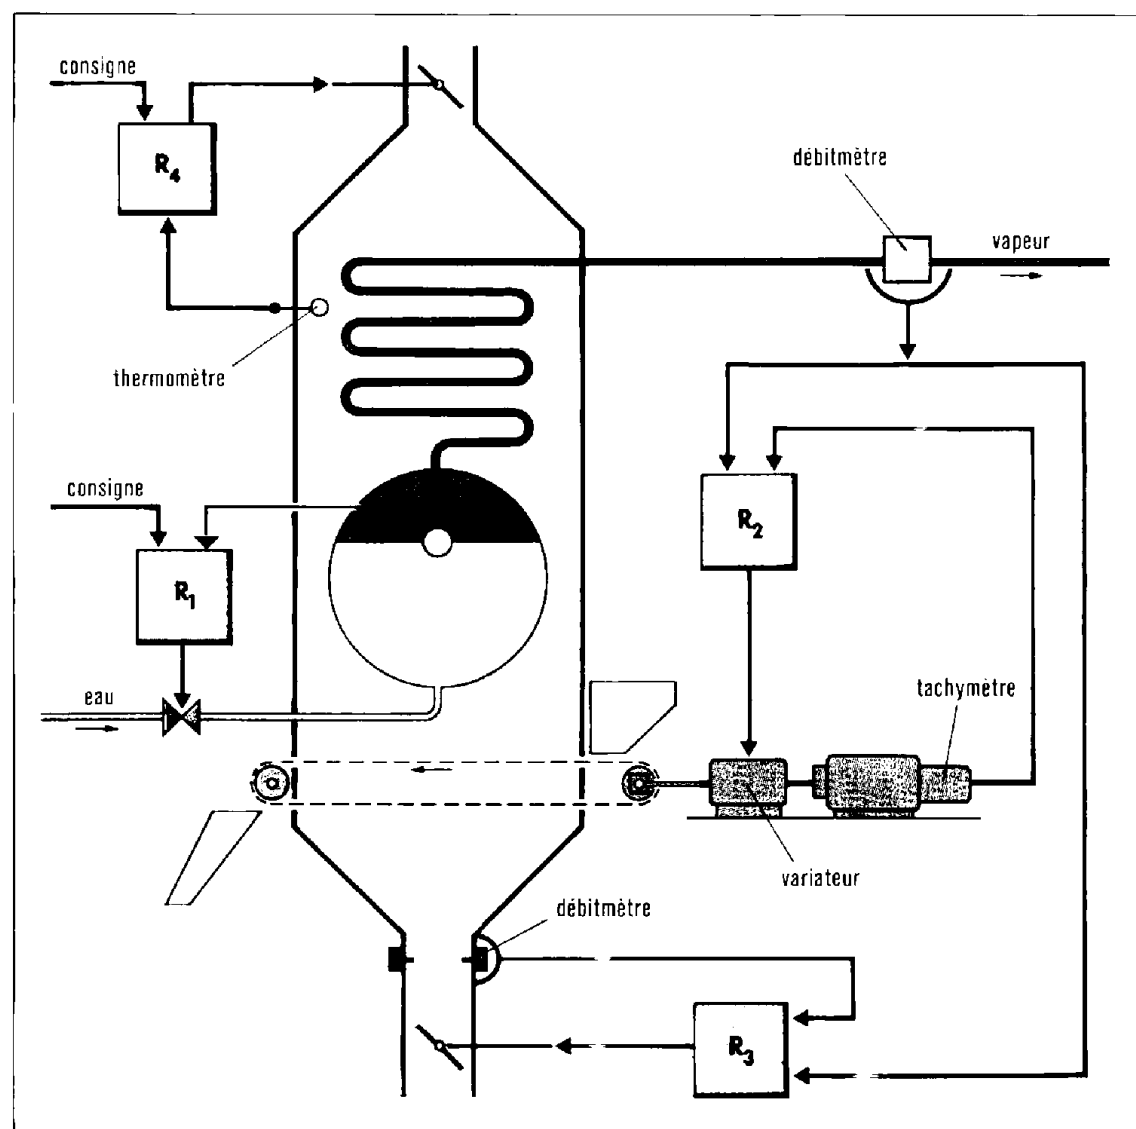 consigne
R4
débitmètre
vapeur
thermomètre
consigne
R2
R1
eau
tachymètre
variateur
débitmètre
R3